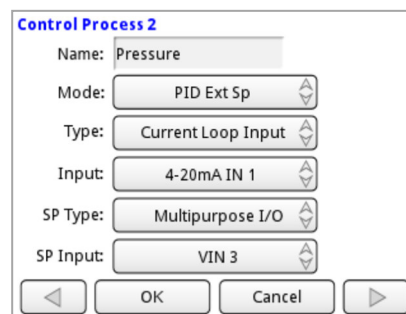 Control Process 2
Name: Pressure
Mode: PID Ext Sp
Type: Current Loop Input
Input: 4-20mA IN 1
SP Type: Multipurpose I/O
SP Input: VIN 3
OK Cancel